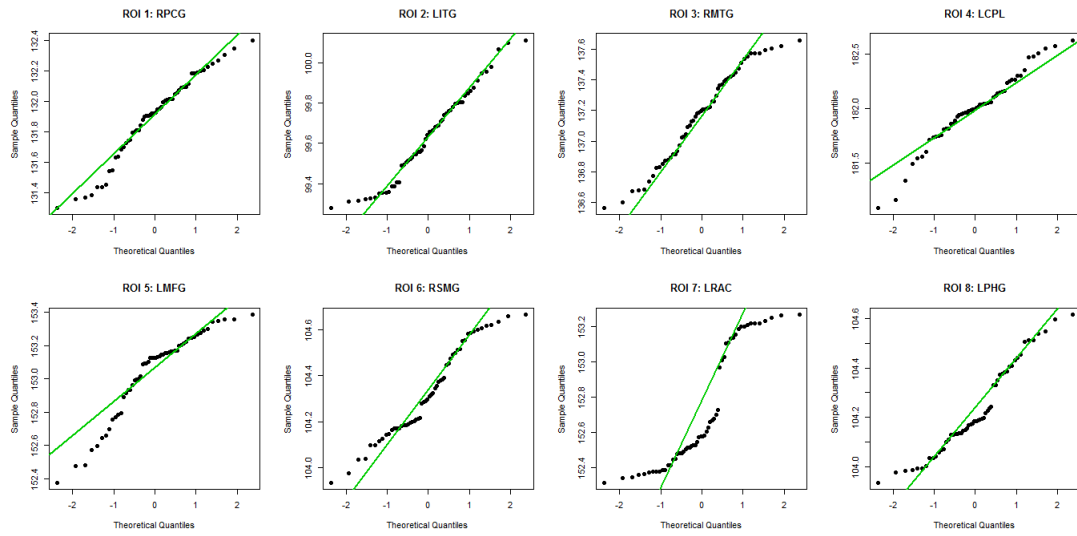 ROI 1: RPCG
ROI 2: LITG
ROI 3: RMTG
ROI 4: LCPL
Sample Quantiles
131.4 131.6 131.8 132.0 132.2 132.4
Sample Quantiles
99.4 99.6 99.8 100.0
Sample Quantiles
136.6 136.8 137.0 137.2 137.4 137.6
Sample Quantiles
181.5 182.0 182.5
-2 -1 0 1 2
-2 -1 0 1 2
-2 -1 0 1 2
-2 -1 0 1 2
Theoretical Quantiles
Theoretical Quantiles
Theoretical Quantiles
Theoretical Quantiles
ROI 5: LMFG
ROI 6: RSMG
ROI 7: LRAC
ROI 8: LPHG
Sample Quantiles
152.4 152.6 152.8 153.0 153.2 153.4
Sample Quantiles
104.0 104.2 104.4 104.6
Sample Quantiles
152.4 152.6 152.8 153.0 153.2
Sample Quantiles
104.0 104.2 104.4 104.6
-2 -1 0 1 2
-2 -1 0 1 2
-2 -1 0 1 2
-2 -1 0 1 2
Theoretical Quantiles
Theoretical Quantiles
Theoretical Quantiles
Theoretical Quantiles